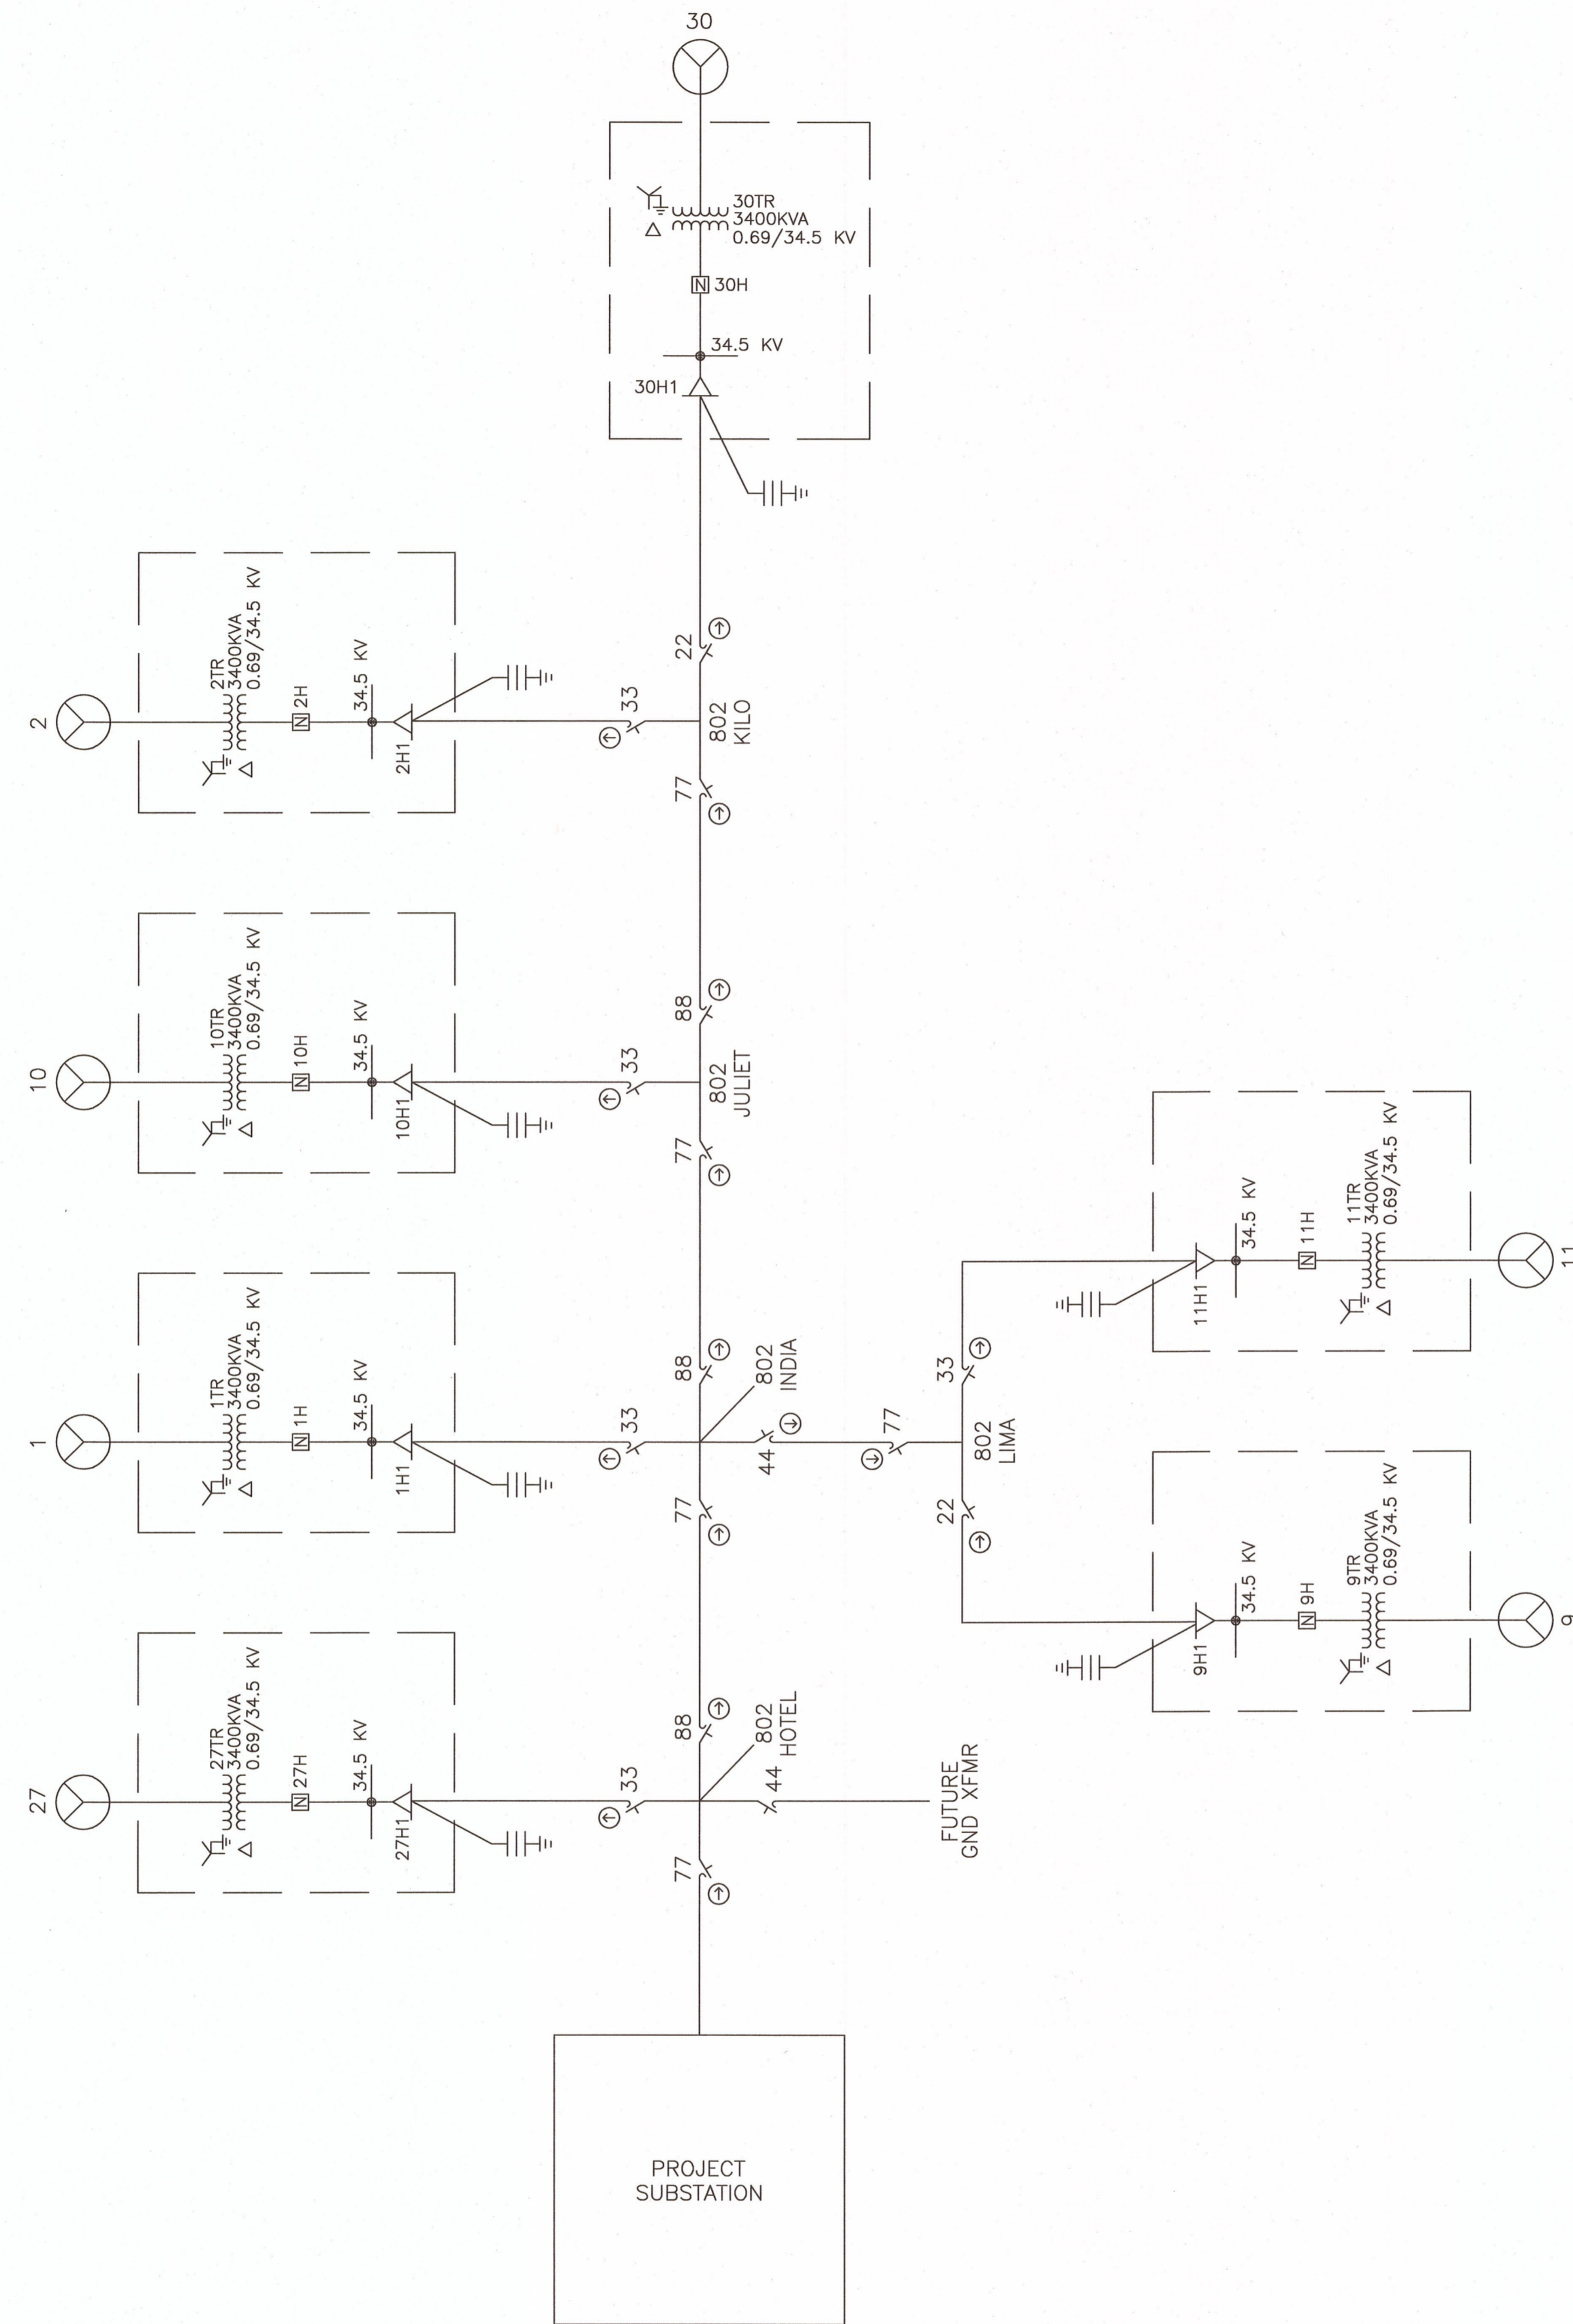 30
30TR
3400KVA
0.69/34.5 KV
N 30H
34.5 KV
30H1
22
2
2TR
3400KVA
0.69/34.5 KV
N 2H
34.5 KV
2H1
33
802
KILO
77
10
10TR
3400KVA
0.69/34.5 KV
N 10H
34.5 KV
10H1
88
33
802
JULIET
77
1
1TR
3400KVA
0.69/34.5 KV
N 1H
34.5 KV
1H1
88
33
802
INDIA
77
44
77
33
802
LIMA
22
11H1
34.5 KV
N 11H
11TR
3400KVA
0.69/34.5 KV
11
9H1
34.5 KV
N 9H
9TR
3400KVA
0.69/34.5 KV
9
27
27TR
3400KVA
0.69/34.5 KV
N 27H
34.5 KV
27H1
88
33
802
HOTEL
44
77
FUTURE
GND XFMR
PROJECT
SUBSTATION